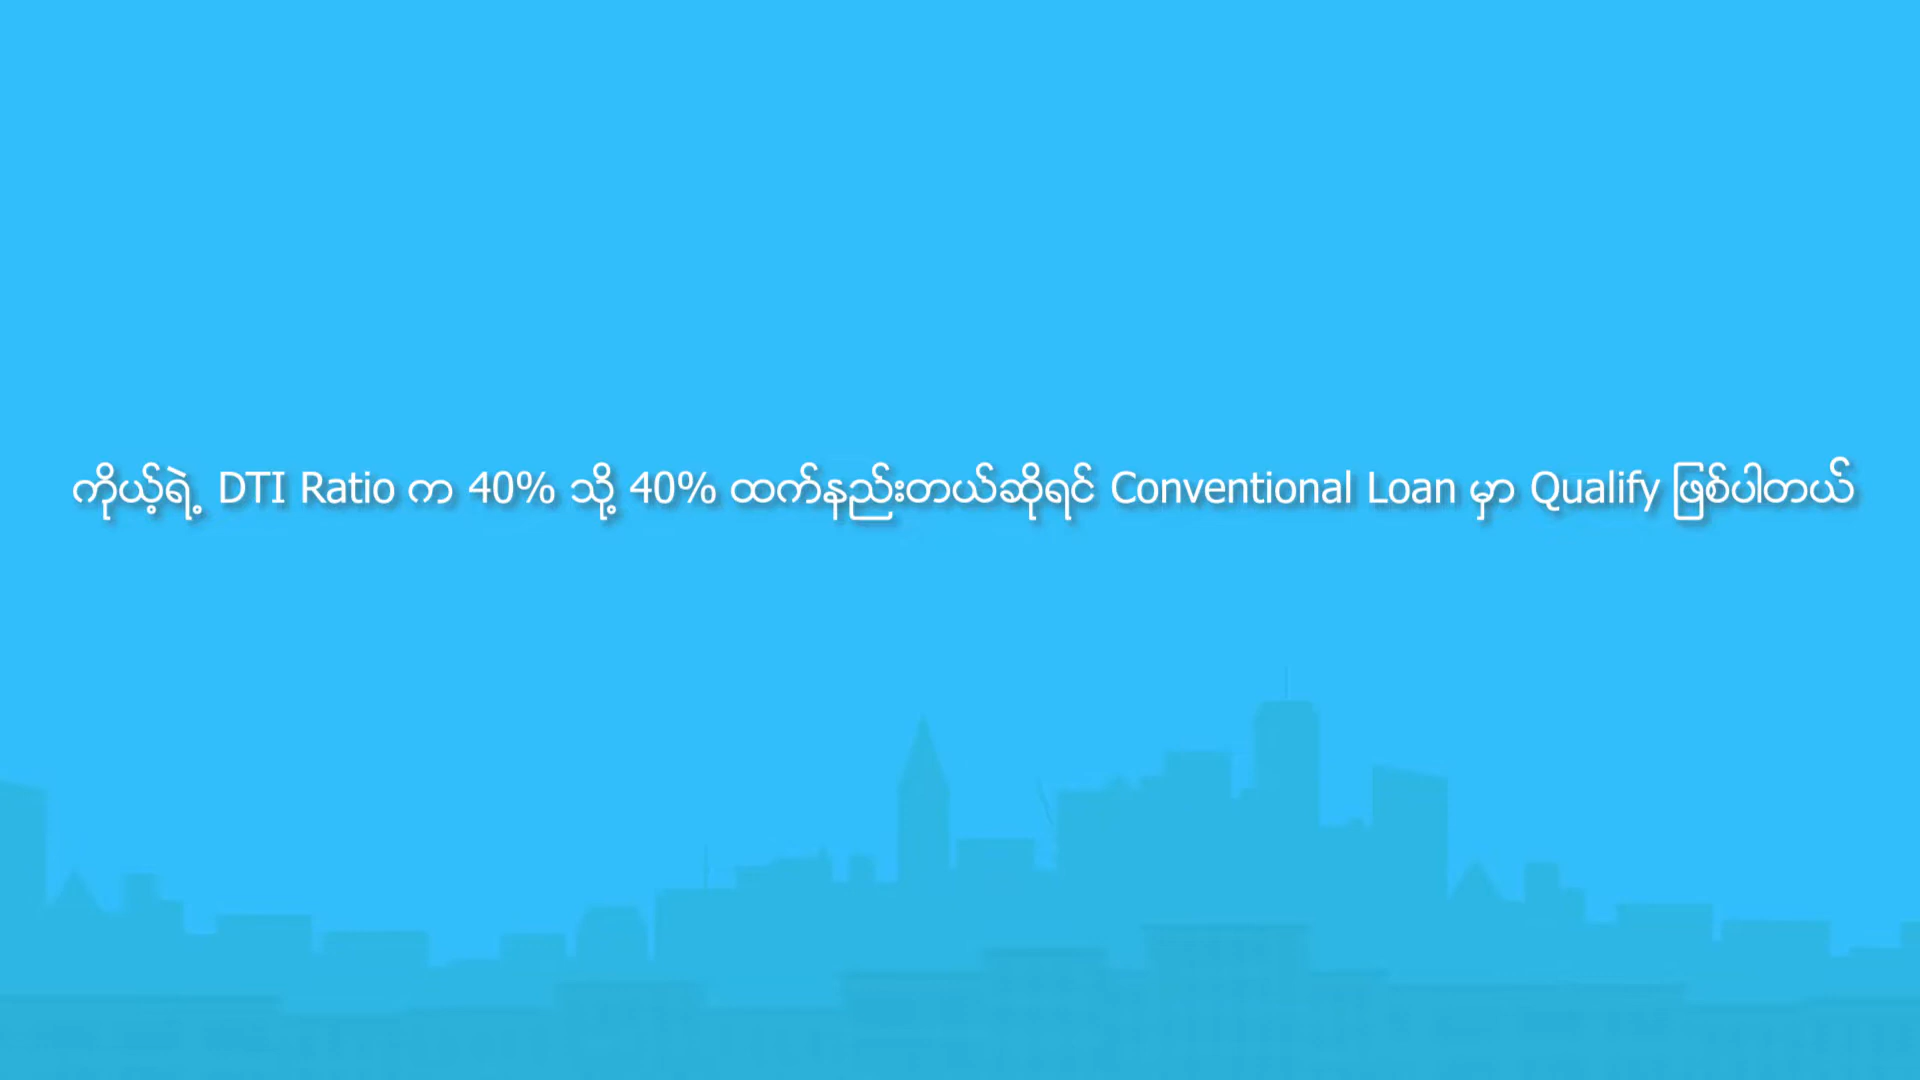 ကိုယ့်ရဲ့ DTI Ratio က 40% သို့ 40% ထက်နည်းတယ်ဆိုရင် Conventional Loan မှာ Qualify ဖြစ်ပါတယ်